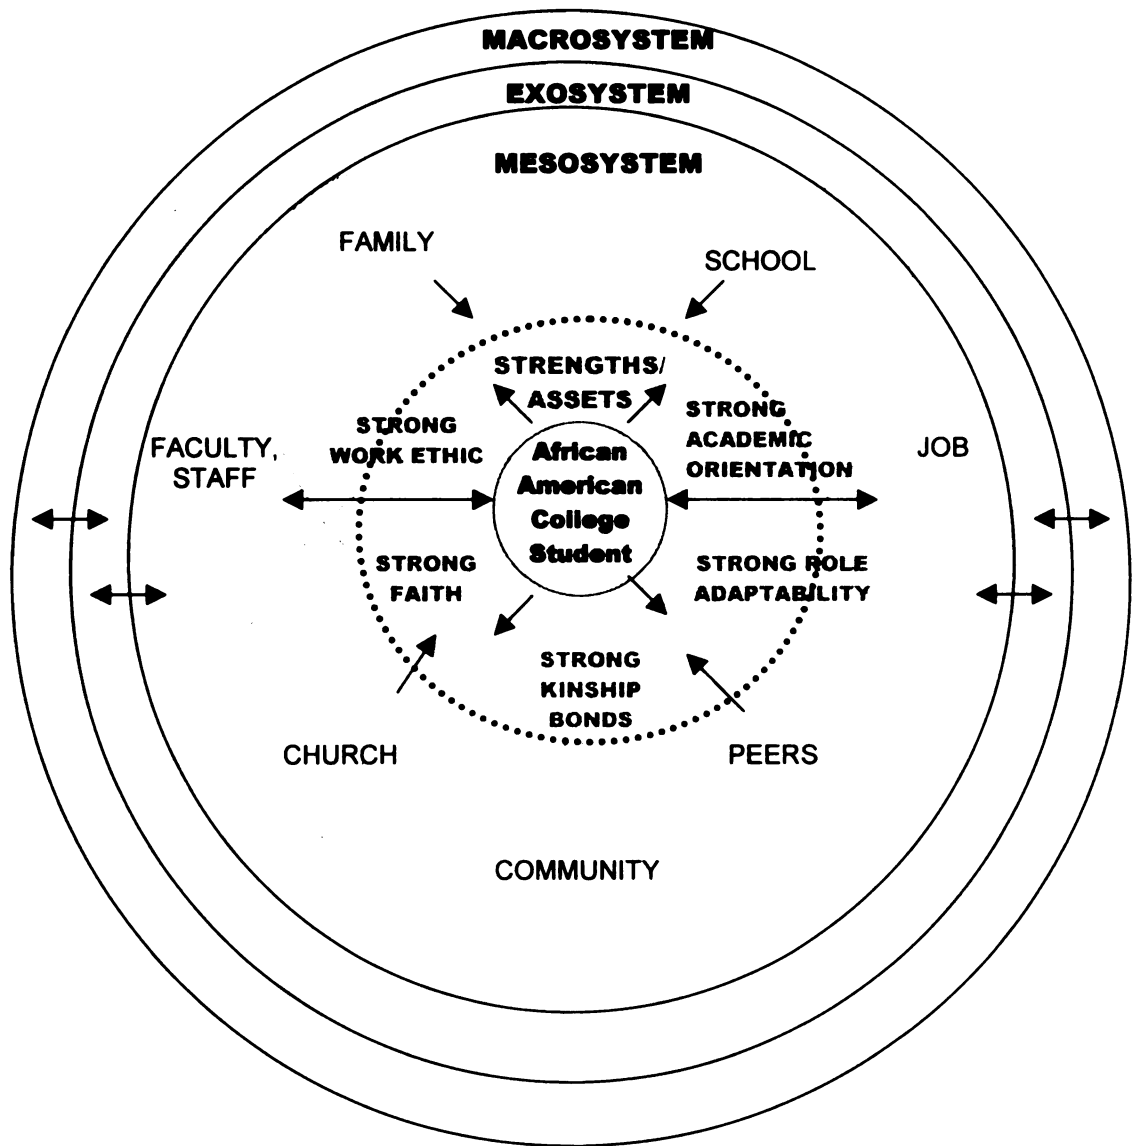 MACROSYSTEM
EXOSYSTEM
MESOSYSTEM
FAMILY
SCHOOL
STRENGTHS/
ASSETS
STRONG
WORK ETHIC
STRONG
ACADEMIC
ORIENTATION
FACULTY,
STAFF
JOB
African
American
College
Student
STRONG
FAITH
STRONG ROLE
ADAPTABILITY
STRONG
KINSHIP
BONDS
CHURCH
PEERS
COMMUNITY